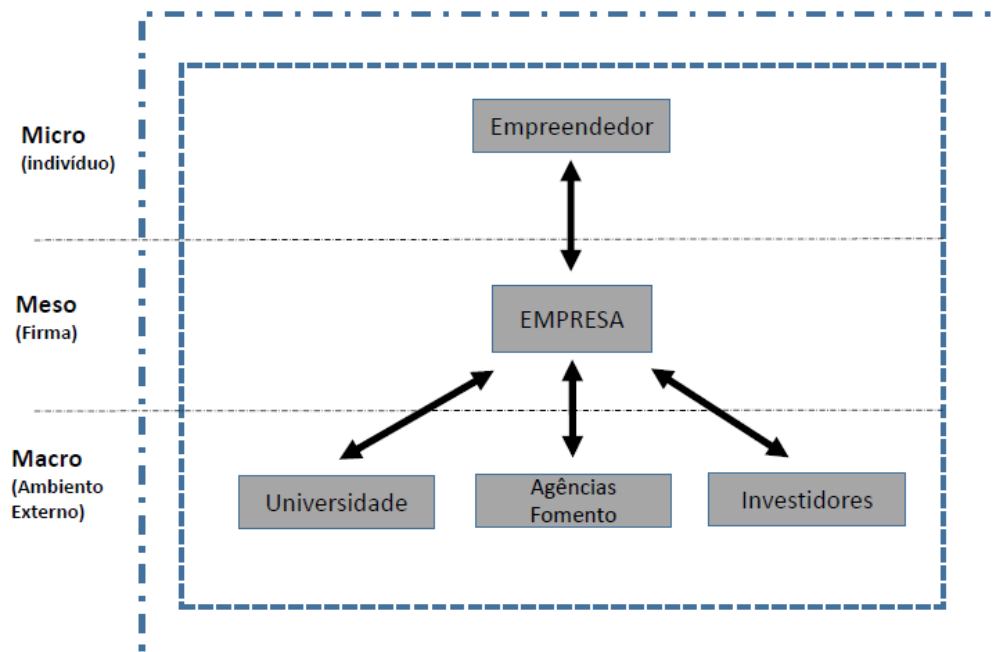 Micro
(indivíduo)
Empreendedor
Meso
(Firma)
EMPRESA
Macro
(Ambiente
Externo)
Universidade
Agências
Fomento
Investidores